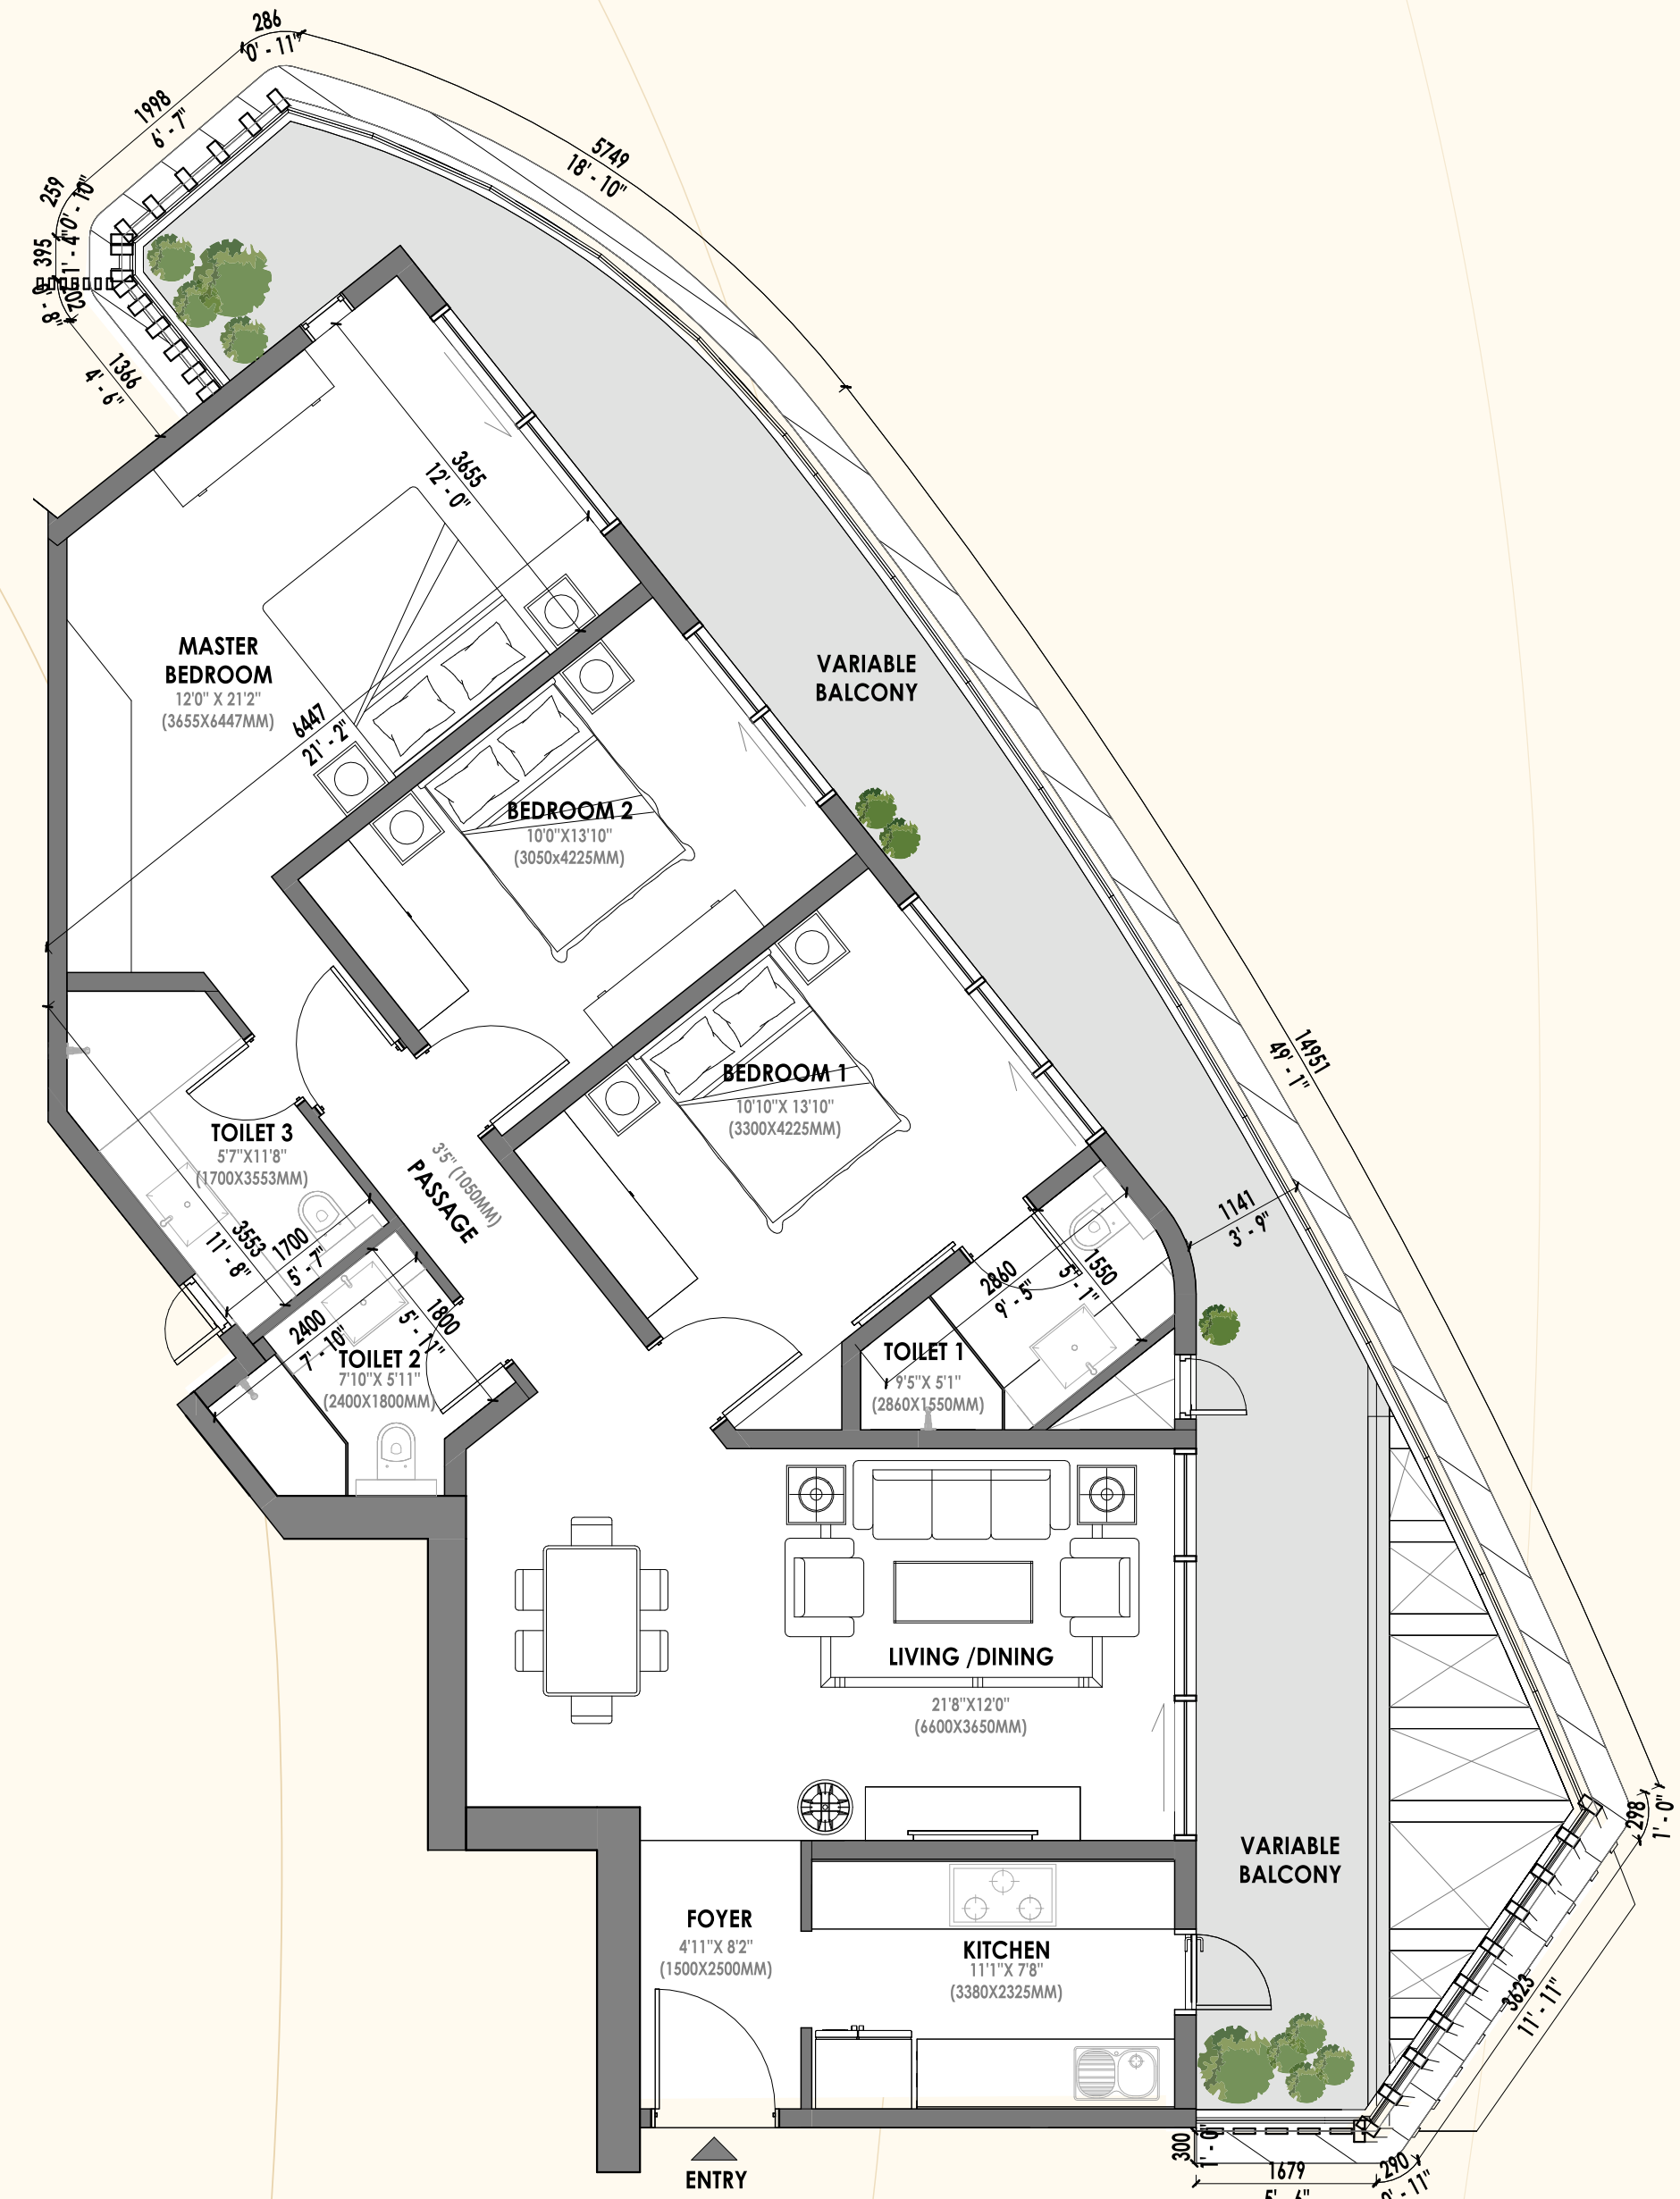 286
0' - 11"
1998
6' - 7"
5749
18' - 10"
259
0' - 10"
395
1' - 4"
202
0' - 8"
1366
4' - 6"
3655
12' - 0"
MASTER
BEDROOM
12'0" X 21'2"
(3655X6447MM)
6447
21' - 2"
VARIABLE
BALCONY
BEDROOM 2
10'0"X13'10"
(3050x4225MM)
14951
49' - 1"
BEDROOM 1
10'10"X 13'10"
(3300X4225MM)
TOILET 3
5'7"X11'8"
(1700X3553MM)
3'5" (1050MM)
PASSAGE
3553
11' - 8"
1700
5' - 7"
1141
3' - 9"
2860
9' - 5"
1550
5' - 1"
2400
7' - 10"
1800
5' - 11"
TOILET 2
7'10"X 5'11"
(2400X1800MM)
TOILET 1
9'5"X 5'1"
(2860X1550MM)
LIVING /DINING
21'8"X12'0"
(6600X3650MM)
298
1' - 0"
VARIABLE
BALCONY
FOYER
4'11"X 8'2"
(1500X2500MM)
KITCHEN
11'1"X 7'8"
(3380X2325MM)
3623
11' - 11"
300
1' - 0"
1679
5' - 6"
290
0' - 11"
ENTRY